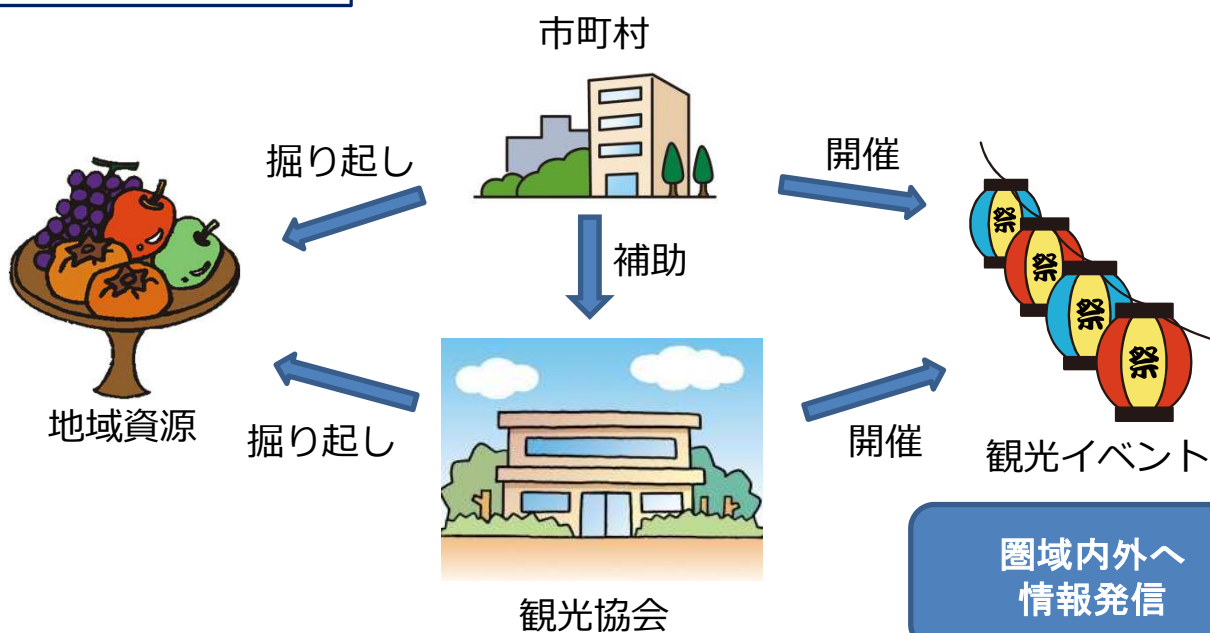 市町村
掘り起し
開催
補助
祭
祭
祭
祭
地域資源
掘り起し
開催
観光イベント
観光協会
圏域内外へ
情報発信